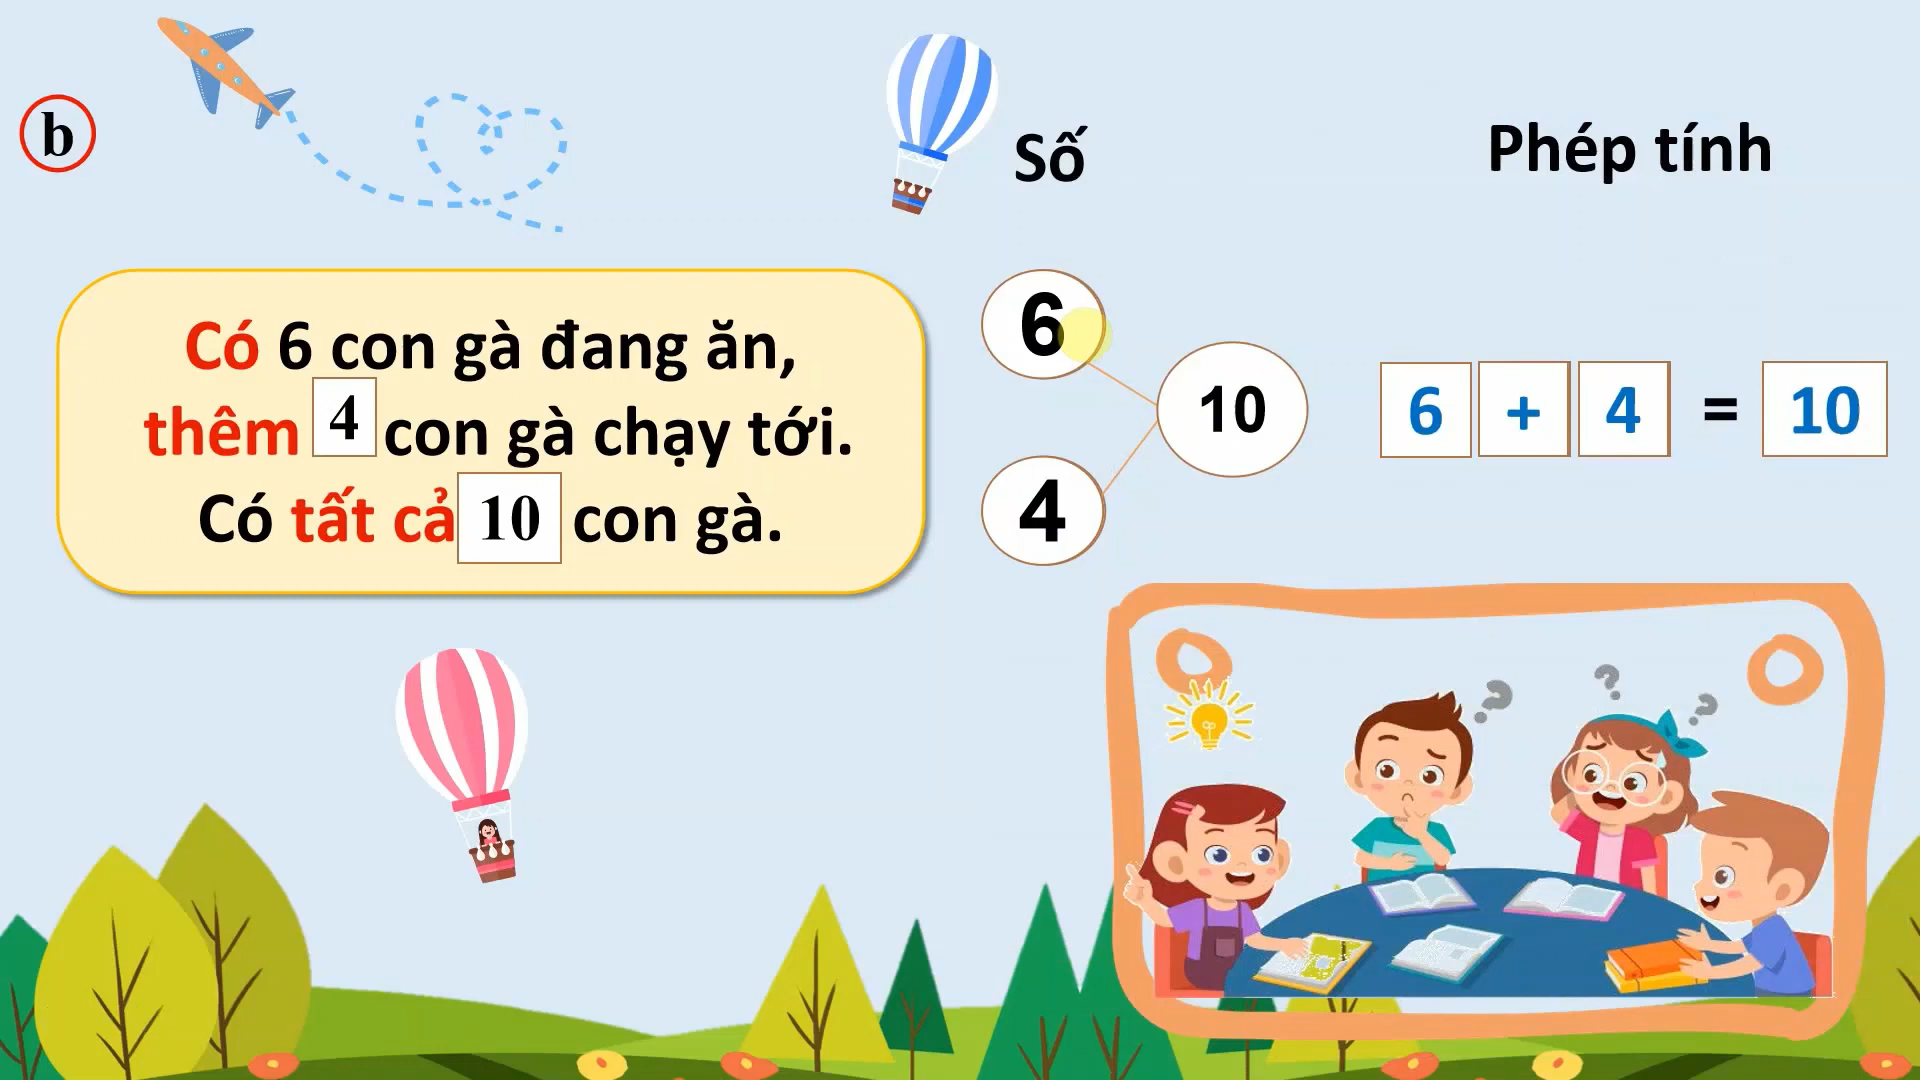 b
Số
Phép tính
Có 6 con gà đang ăn,
thêm 4 con gà chạy tới.
Có tất cả 10 con gà.
6
10
4
6 + 4 = 10
?
?
?